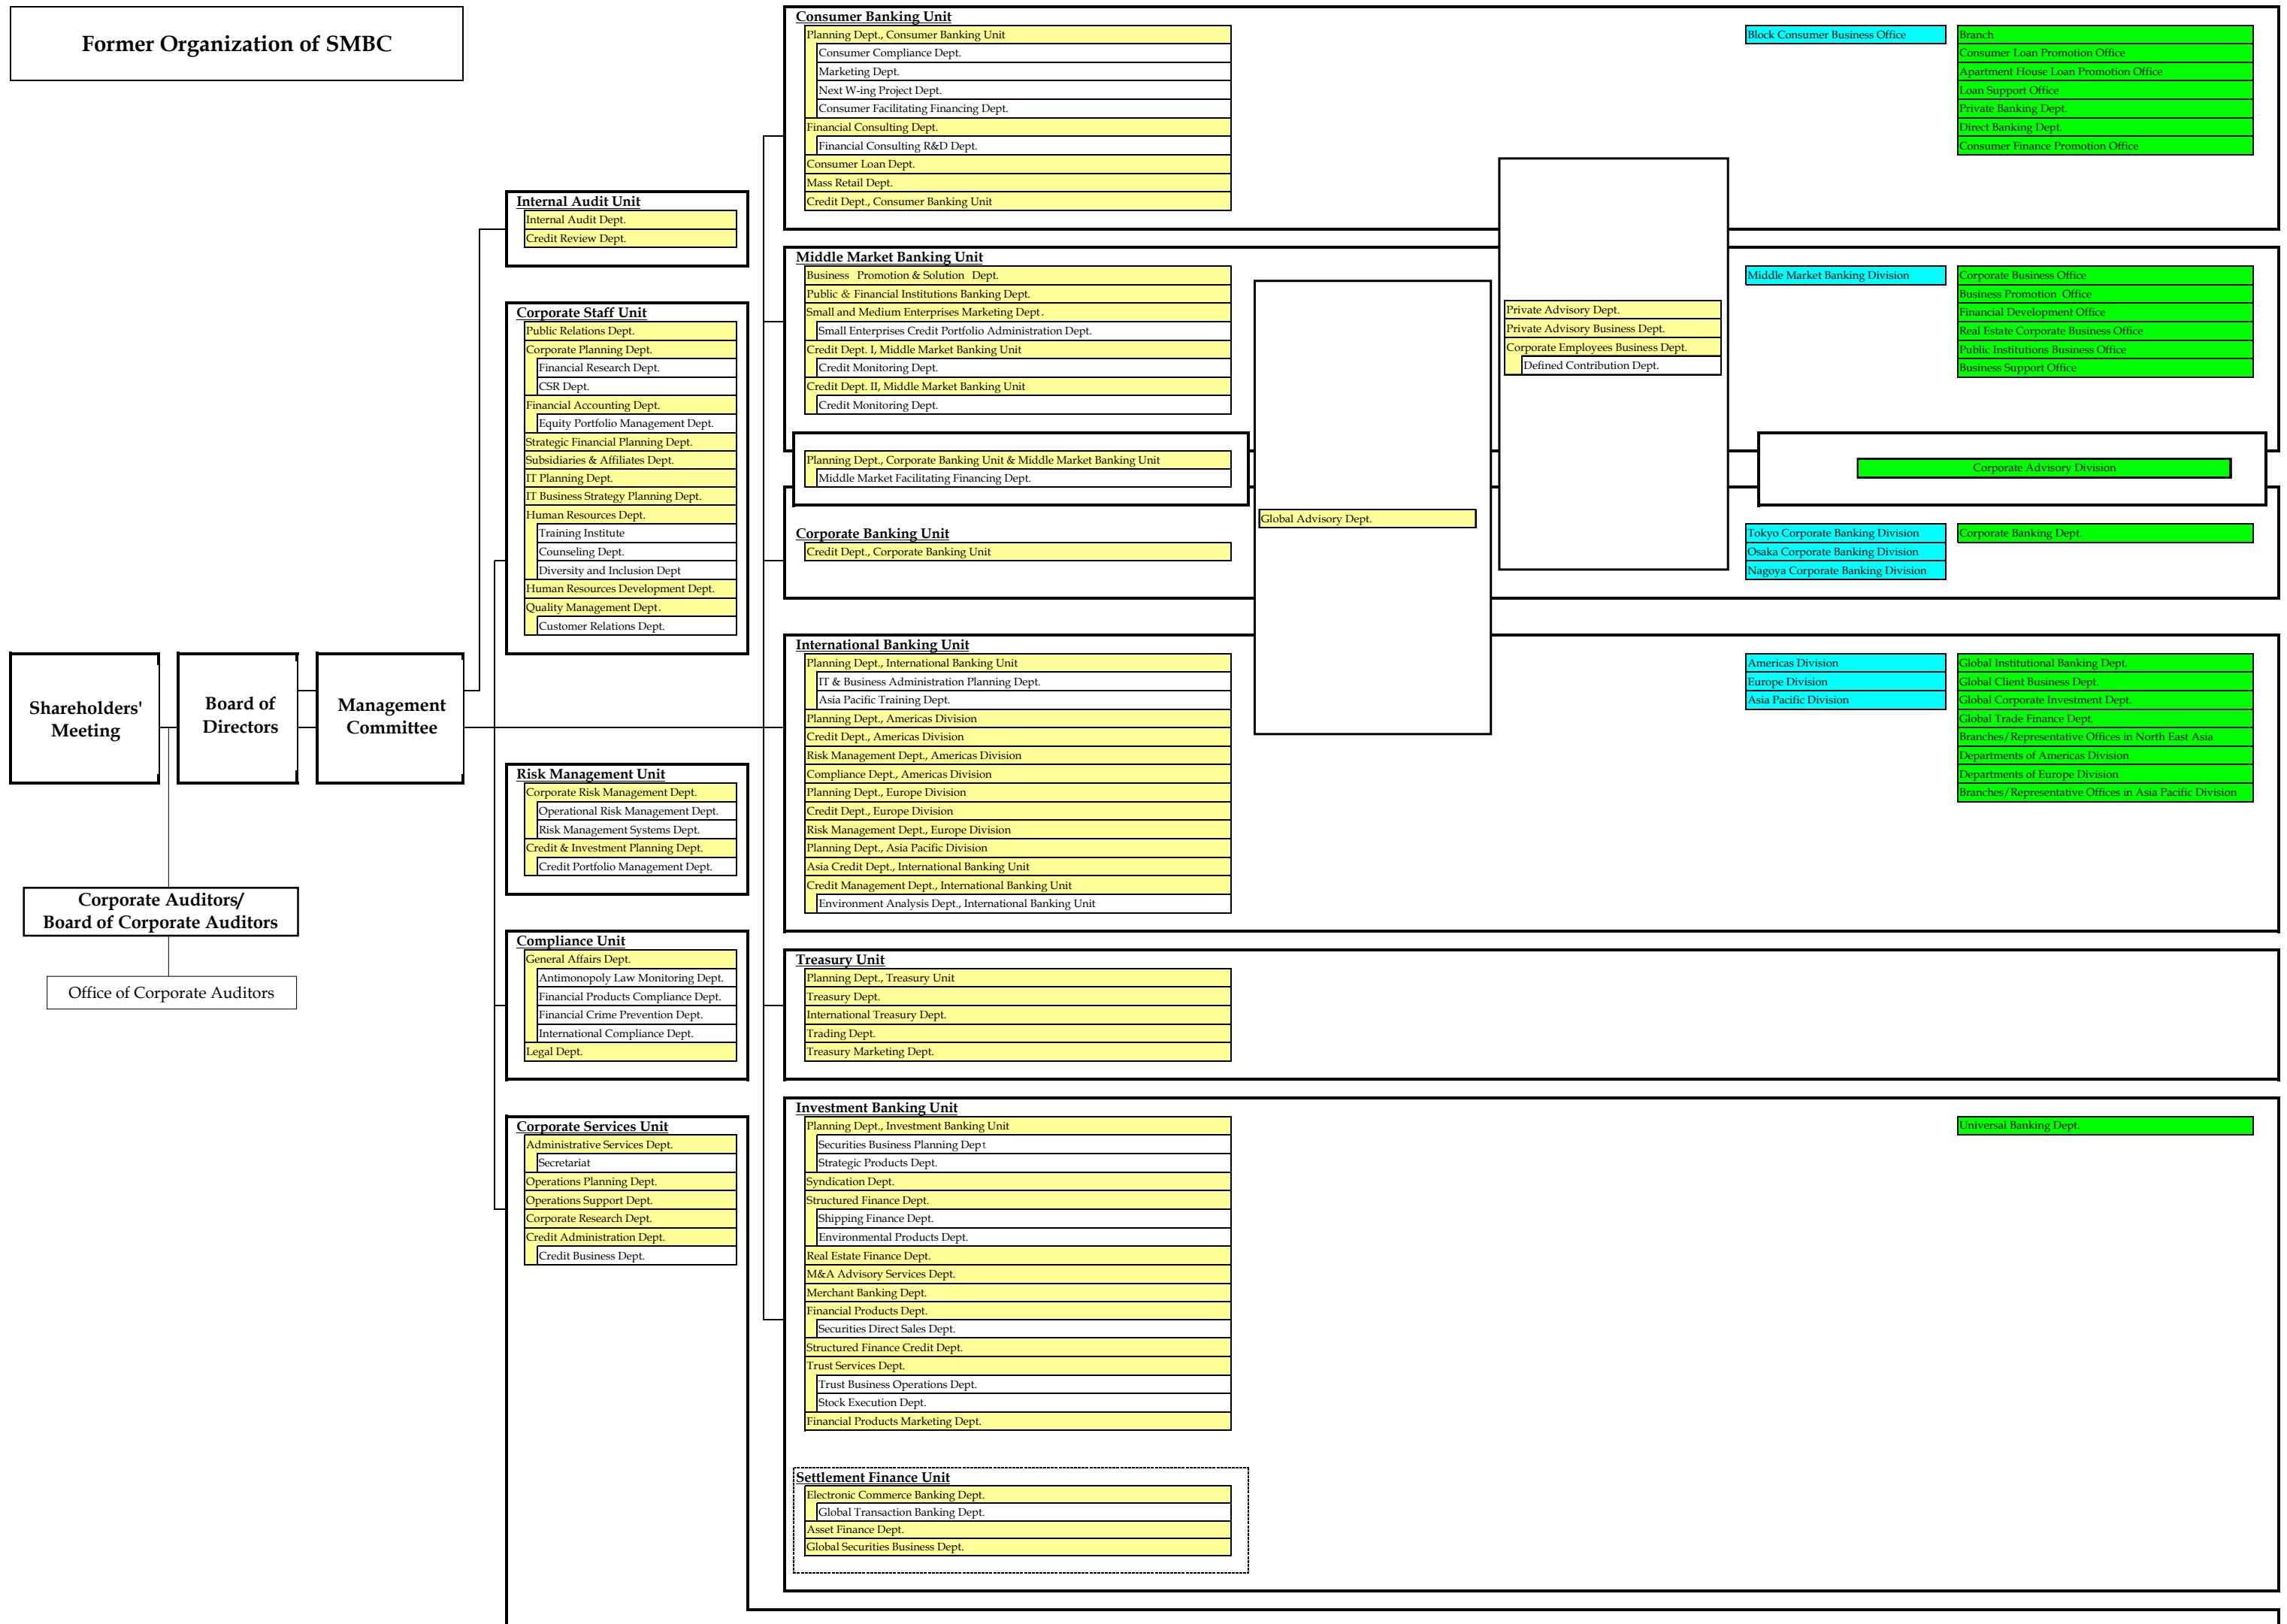 Former Organization of SMBC
Shareholders'
Meeting
Board of
Directors
Management
Committee
Corporate Auditors/
Board of Corporate Auditors
Office of Corporate Auditors
Internal Audit Unit
Internal Audit Dept.
Credit Review Dept.
Corporate Staff Unit
Public Relations Dept.
Corporate Planning Dept.
Financial Research Dept.
CSR Dept.
Financial Accounting Dept.
Equity Portfolio Management Dept.
Strategic Financial Planning Dept.
Subsidiaries & Affiliates Dept.
IT Planning Dept.
IT Business Strategy Planning Dept.
Human Resources Dept.
Training Institute
Counseling Dept.
Diversity and Inclusion Dept
Human Resources Development Dept.
Quality Management Dept.
Customer Relations Dept.
Risk Management Unit
Corporate Risk Management Dept.
Operational Risk Management Dept.
Risk Management Systems Dept.
Credit & Investment Planning Dept.
Credit Portfolio Management Dept.
Compliance Unit
General Affairs Dept.
Antimonopoly Law Monitoring Dept.
Financial Products Compliance Dept.
Financial Crime Prevention Dept.
International Compliance Dept.
Legal Dept.
Corporate Services Unit
Administrative Services Dept.
Secretariat
Operations Planning Dept.
Operations Support Dept.
Corporate Research Dept.
Credit Administration Dept.
Credit Business Dept.
Consumer Banking Unit
Planning Dept., Consumer Banking Unit
Consumer Compliance Dept.
Marketing Dept.
Next W-ing Project Dept.
Consumer Facilitating Financing Dept.
Financial Consulting Dept.
Financial Consulting R&D Dept.
Consumer Loan Dept.
Mass Retail Dept.
Credit Dept., Consumer Banking Unit
Block Consumer Business Office
Branch
Consumer Loan Promotion Office
Apartment House Loan Promotion Office
Loan Support Office
Private Banking Dept.
Direct Banking Dept.
Consumer Finance Promotion Office
Middle Market Banking Unit
Business Promotion & Solution Dept.
Public & Financial Institutions Banking Dept.
Small and Medium Enterprises Marketing Dept.
Small Enterprises Credit Portfolio Administration Dept.
Credit Dept. I, Middle Market Banking Unit
Credit Monitoring Dept.
Credit Dept. II, Middle Market Banking Unit
Credit Monitoring Dept.
Private Advisory Dept.
Private Advisory Business Dept.
Corporate Employees Business Dept.
Defined Contribution Dept.
Middle Market Banking Division
Corporate Business Office
Business Promotion Office
Financial Development Office
Real Estate Corporate Business Office
Public Institutions Business Office
Business Support Office
Planning Dept., Corporate Banking Unit & Middle Market Banking Unit
Middle Market Facilitating Financing Dept.
Corporate Advisory Division
Global Advisory Dept.
Corporate Banking Unit
Credit Dept., Corporate Banking Unit
Tokyo Corporate Banking Division
Osaka Corporate Banking Division
Nagoya Corporate Banking Division
Corporate Banking Dept.
International Banking Unit
Planning Dept., International Banking Unit
IT & Business Administration Planning Dept.
Asia Pacific Training Dept.
Planning Dept., Americas Division
Credit Dept., Americas Division
Risk Management Dept., Americas Division
Compliance Dept., Americas Division
Planning Dept., Europe Division
Credit Dept., Europe Division
Risk Management Dept., Europe Division
Planning Dept., Asia Pacific Division
Asia Credit Dept., International Banking Unit
Credit Management Dept., International Banking Unit
Environment Analysis Dept., International Banking Unit
Americas Division
Europe Division
Asia Pacific Division
Global Institutional Banking Dept.
Global Client Business Dept.
Global Corporate Investment Dept.
Global Trade Finance Dept.
Branches/Representative Offices in North East Asia
Departments of Americas Division
Departments of Europe Division
Branches/Representative Offices in Asia Pacific Division
Treasury Unit
Planning Dept., Treasury Unit
Treasury Dept.
International Treasury Dept.
Trading Dept.
Treasury Marketing Dept.
Investment Banking Unit
Planning Dept., Investment Banking Unit
Securities Business Planning Dept
Strategic Products Dept.
Syndication Dept.
Structured Finance Dept.
Shipping Finance Dept.
Environmental Products Dept.
Real Estate Finance Dept.
M&A Advisory Services Dept.
Merchant Banking Dept.
Financial Products Dept.
Securities Direct Sales Dept.
Structured Finance Credit Dept.
Trust Services Dept.
Trust Business Operations Dept.
Stock Execution Dept.
Financial Products Marketing Dept.
Universal Banking Dept.
Settlement Finance Unit
Electronic Commerce Banking Dept.
Global Transaction Banking Dept.
Asset Finance Dept.
Global Securities Business Dept.